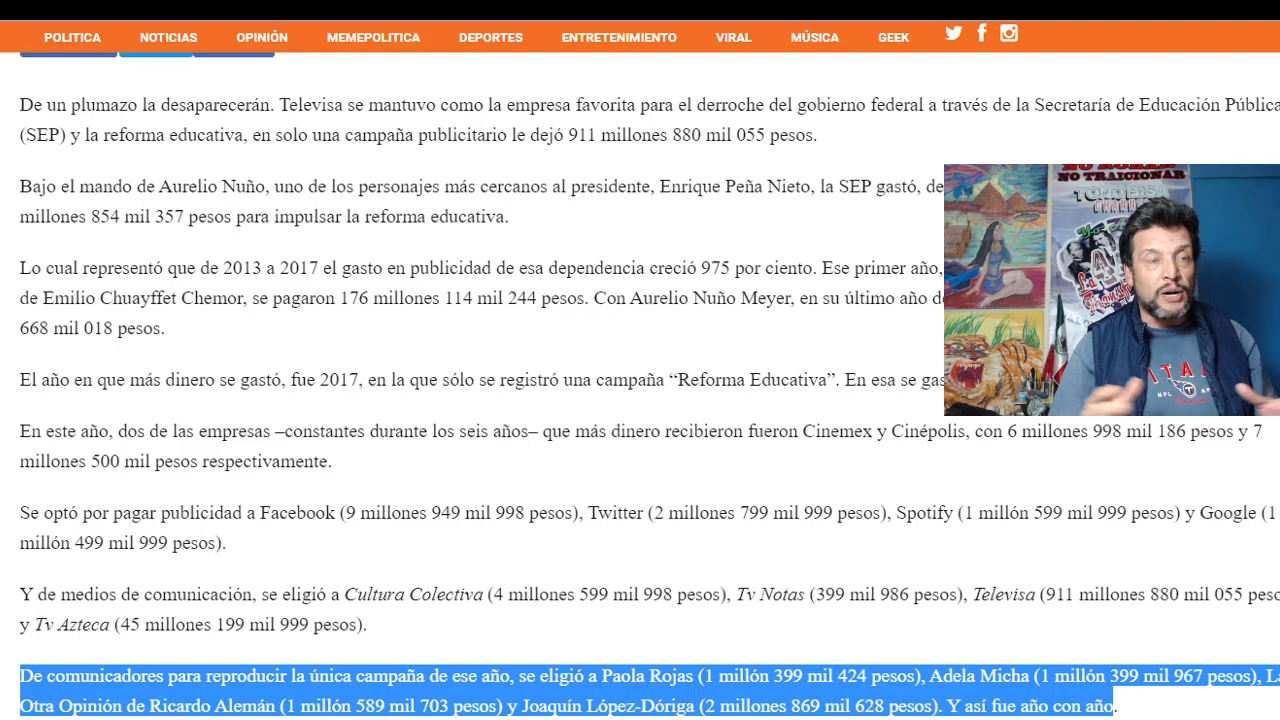 POLITICA NOTICIAS OPINIÓN MEMEPOLITICA DEPORTES ENTRETENIMIENTO VIRAL MÚSICA GEEK
De un plumazo la desaparecerán. Televisa se mantuvo como la empresa favorita para el derroche del gobierno federal a través de la Secretaría de Educación Pública
(SEP) y la reforma educativa, en solo una campaña publicitario le dejó 911 millones 880 mil 055 pesos.
Bajo el mando de Aurelio Nuño, uno de los personajes más cercanos al presidente, Enrique Peña Nieto, la SEP gastó,
millones 854 mil 357 pesos para impulsar la reforma educativa.
Lo cual representó que de 2013 a 2017 el gasto en publicidad de esa dependencia creció 975 por ciento. Ese primer año,
de Emilio Chuayffet Chemor, se pagaron 176 millones 114 mil 244 pesos. Con Aurelio Nuño Meyer, en su último año
668 mil 018 pesos.
El año en que más dinero se gastó, fue 2017, en la que sólo se registró una campaña “Reforma Educativa”. En esa se
En este año, dos de las empresas –constantes durante los seis años– que más dinero recibieron fueron Cinemex y Cinépolis, con 6 millones 998 mil 186 pesos y 7
millones 500 mil pesos respectivamente.
Se optó por pagar publicidad a Facebook (9 millones 949 mil 998 pesos), Twitter (2 millones 799 mil 999 pesos), Spotify (1 millón 599 mil 999 pesos) y Google (1
millón 499 mil 999 pesos).
Y de medios de comunicación, se eligió a Cultura Colectiva (4 millones 599 mil 998 pesos), Tv Notas (399 mil 986 pesos), Televisa (911 millones 880 mil 055
y Tv Azteca (45 millones 199 mil 999 pesos).
De comunicadores para reproducir la única campaña de ese año, se eligió a Paola Rojas (1 millón 399 mil 424 pesos), Adela Micha (1 millón 399 mil 967 pesos),
Otra Opinión de Ricardo Alemán (1 millón 589 mil 703 pesos) y Joaquín López-Dóriga (2 millones 869 mil 628 pesos). Y así fue año con año.
NO ROBAR
NO TRAICIONAR
NFL